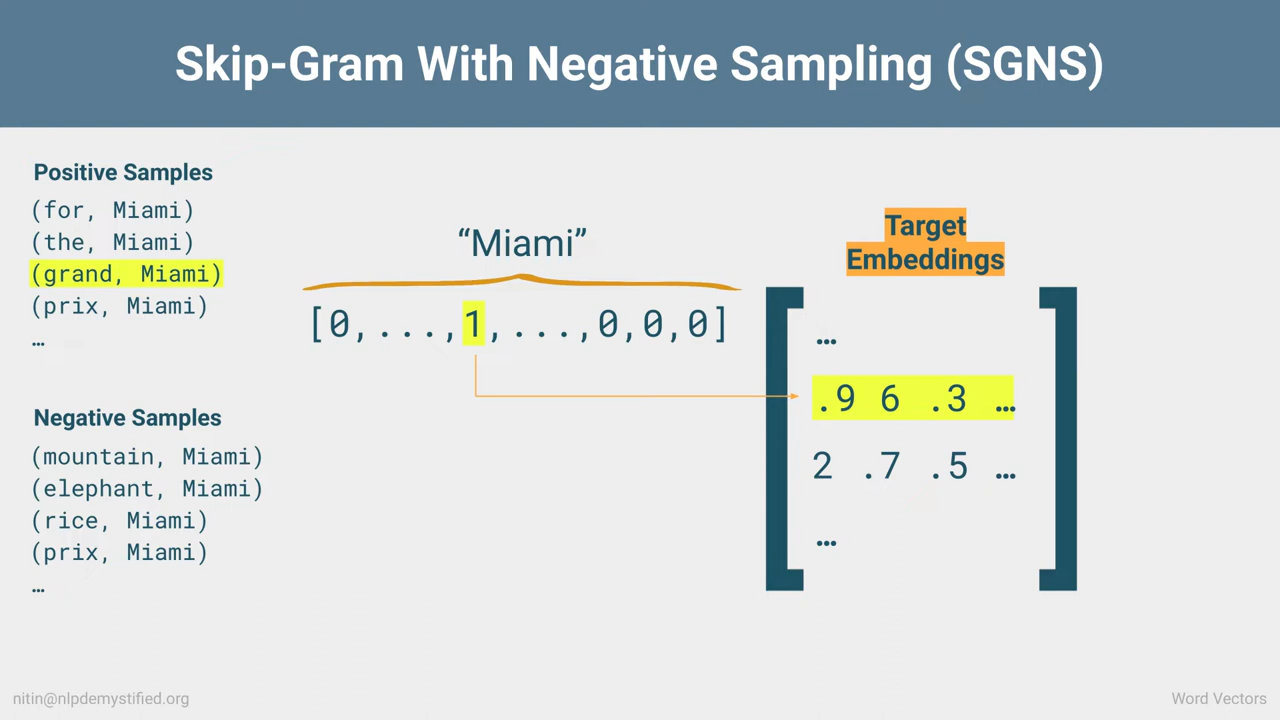 Skip-Gram With Negative Sampling (SGNS)
Positive Samples
(for, Miami)
(the, Miami)
(grand, Miami)
(prix, Miami)
…
Negative Samples
(mountain, Miami)
(elephant, Miami)
(rice, Miami)
(prix, Miami)
…
“Miami”
[0,...,1,...,0,0,0]
Target
Embeddings
…
.9 6 .3 …
2 .7 .5 …
…
nitin@nlpdemystified.org
Word Vectors